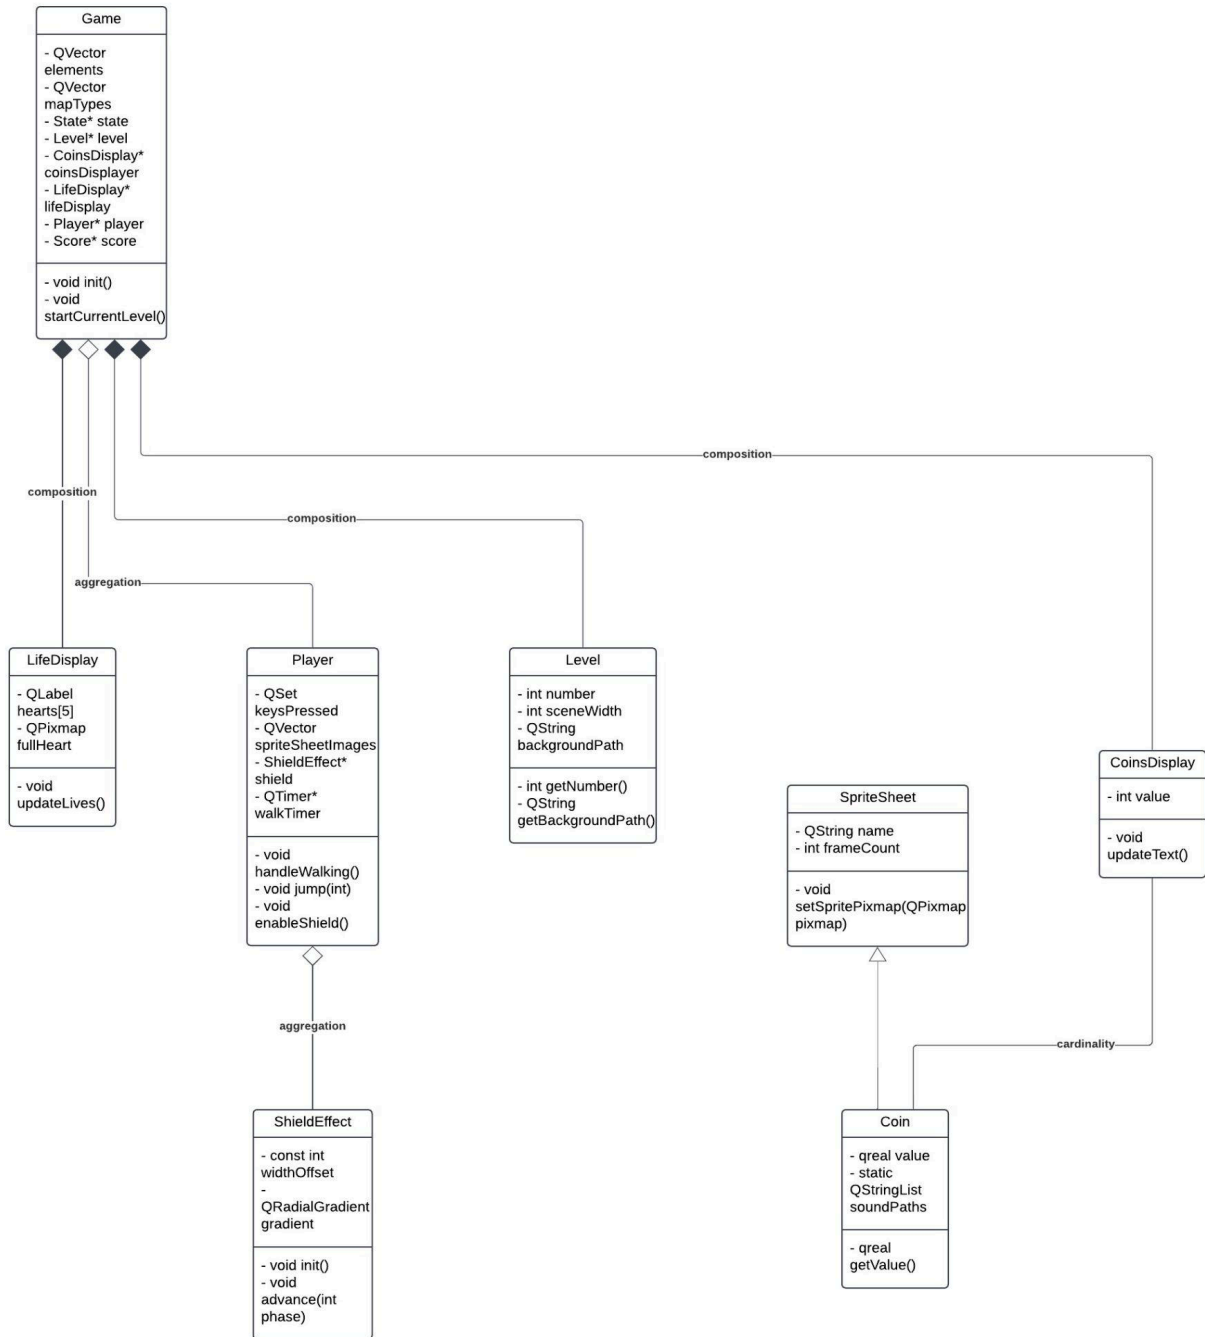 Game
- QVector
elements
- QVector
mapTypes
- State* state
- Level* level
- CoinsDisplay*
coinsDisplayer
- LifeDisplay*
lifeDisplay
- Player* player
- Score* score
- void init()
- void
startCurrentLevel()
composition
composition
composition
aggregation
LifeDisplay
- QLabel
hearts[5]
- QPixmap
fullHeart
- void
updateLives()
Player
- QSet
keysPressed
- QVector
spriteSheetImages
- ShieldEffect*
shield
- QTimer*
walkTimer
- void
handleWalking()
- void jump(int)
- void
enableShield()
Level
- int number
- int sceneWidth
- QString
backgroundPath
- int getNumber()
- QString
getBackgroundPath()
SpriteSheet
- QString name
- int frameCount
- void
setSpritePixmap(QPixmap
pixmap)
CoinsDisplay
- int value
- void
updateText()
aggregation
cardinality
ShieldEffect
- const int
widthOffset
-
QRadialGradient
gradient
- void init()
- void
advance(int
phase)
Coin
- qreal value
- static
QStringList
soundPaths
- qreal
getValue()